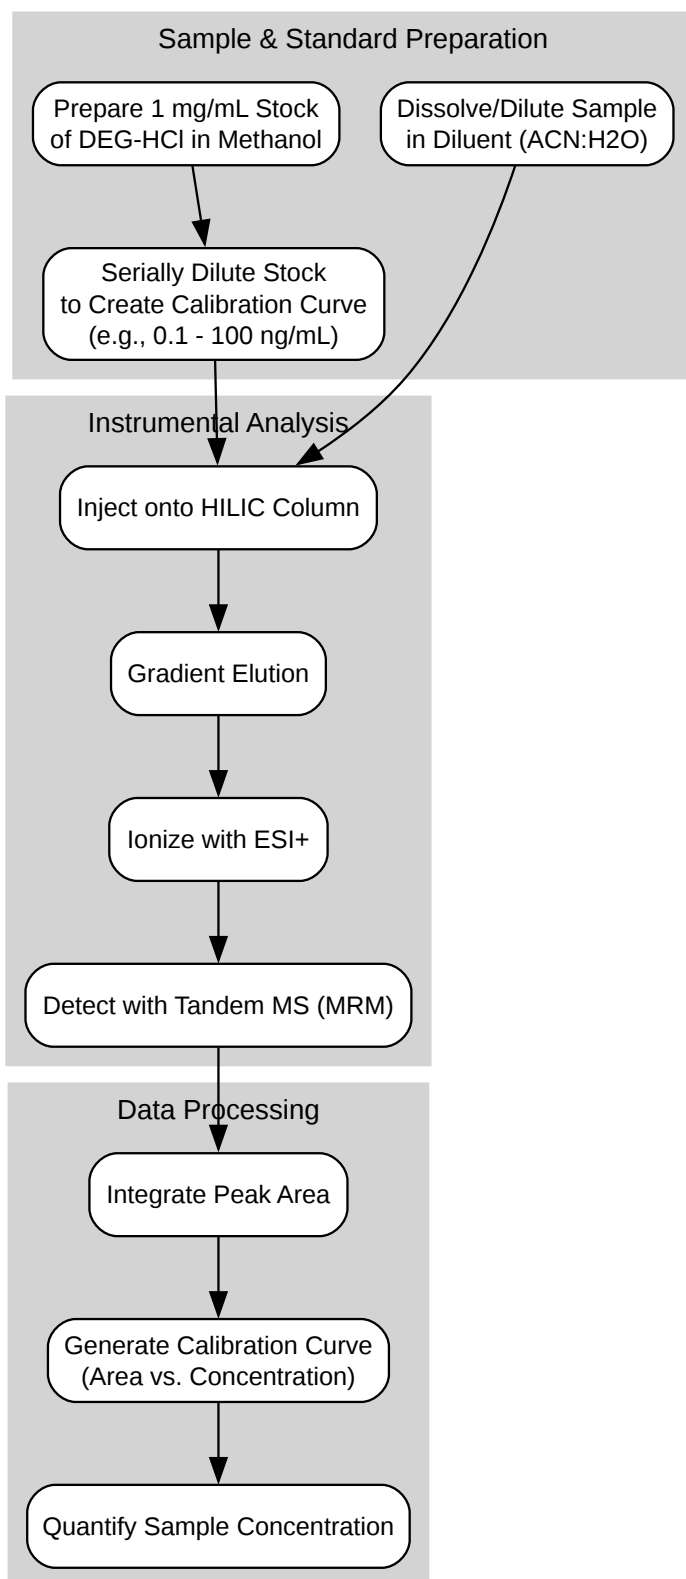 Sample & Standard Preparation
Prepare 1 mg/mL Stock
of DEG-HCl in Methanol
Dissolve/Dilute Sample
in Diluent (ACN:H2O)
Serially Dilute Stock
to Create Calibration Curve
(e.g., 0.1 - 100 ng/mL)
Instrumental Analysis
Inject onto HILIC Column
Gradient Elution
Ionize with ESI+
Detect with Tandem MS (MRM)
Data Processing
Integrate Peak Area
Generate Calibration Curve
(Area vs. Concentration)
Quantify Sample Concentration